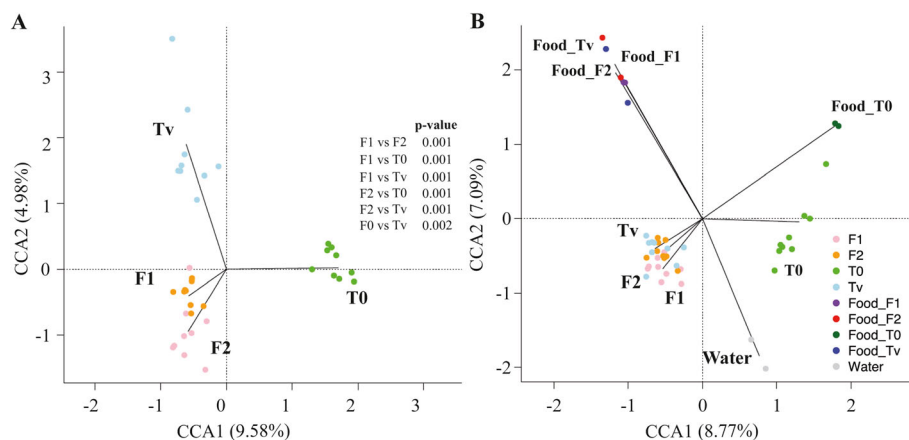 A
p-value
F1 vs F2 0.001
F1 vs T0 0.001
F1 vs Tv 0.001
F2 vs T0 0.001
F2 vs Tv 0.001
F0 vs Tv 0.002
Tv
F1
F2
T0
3
2
1
0
-1
-2 -1 0 1 2 3
CCA1 (9.58%)
CCA2 (4.98%)
B
Food_Tv
Food_F1
Food_F2
Food_T0
Tv
F2
F1
T0
Water
2
1
0
-1
-2
-2 -1 0 1 2
CCA1 (8.77%)
CCA2 (7.09%)
F1
F2
T0
Tv
Food_F1
Food_F2
Food_T0
Food_Tv
Water